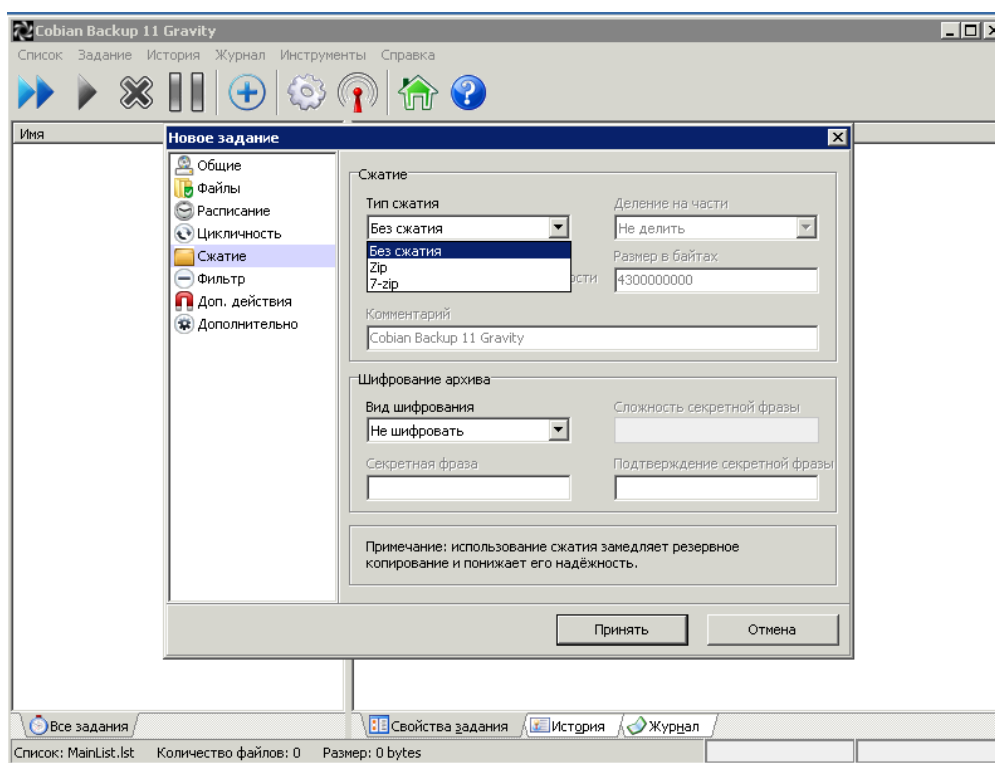 Cobian Backup 11 Gravity
Список Задание История Журнал Инструменты Справка
Имя
Новое задание
Общие
Файлы
Расписание
Цикличность
Сжатие
Фильтр
Доп. действия
Дополнительно
Сжатие
Тип сжатия
Деление на части
Без сжатия
Не делить
Без сжатия
Zip
7-zip
Размер в байтах
4300000000
Комментарий
Cobian Backup 11 Gravity
Шифрование архива
Вид шифрования
Сложность секретной фразы
Не шифровать
Секретная фраза
Подтверждение секретной фразы
Примечание: использование сжатия замедляет резервное
копирование и понижает его надёжность.
Принять
Отмена
Все задания
Свойства задания
История
Журнал
Список: MainList.lst Количество файлов: 0 Размер: 0 bytes